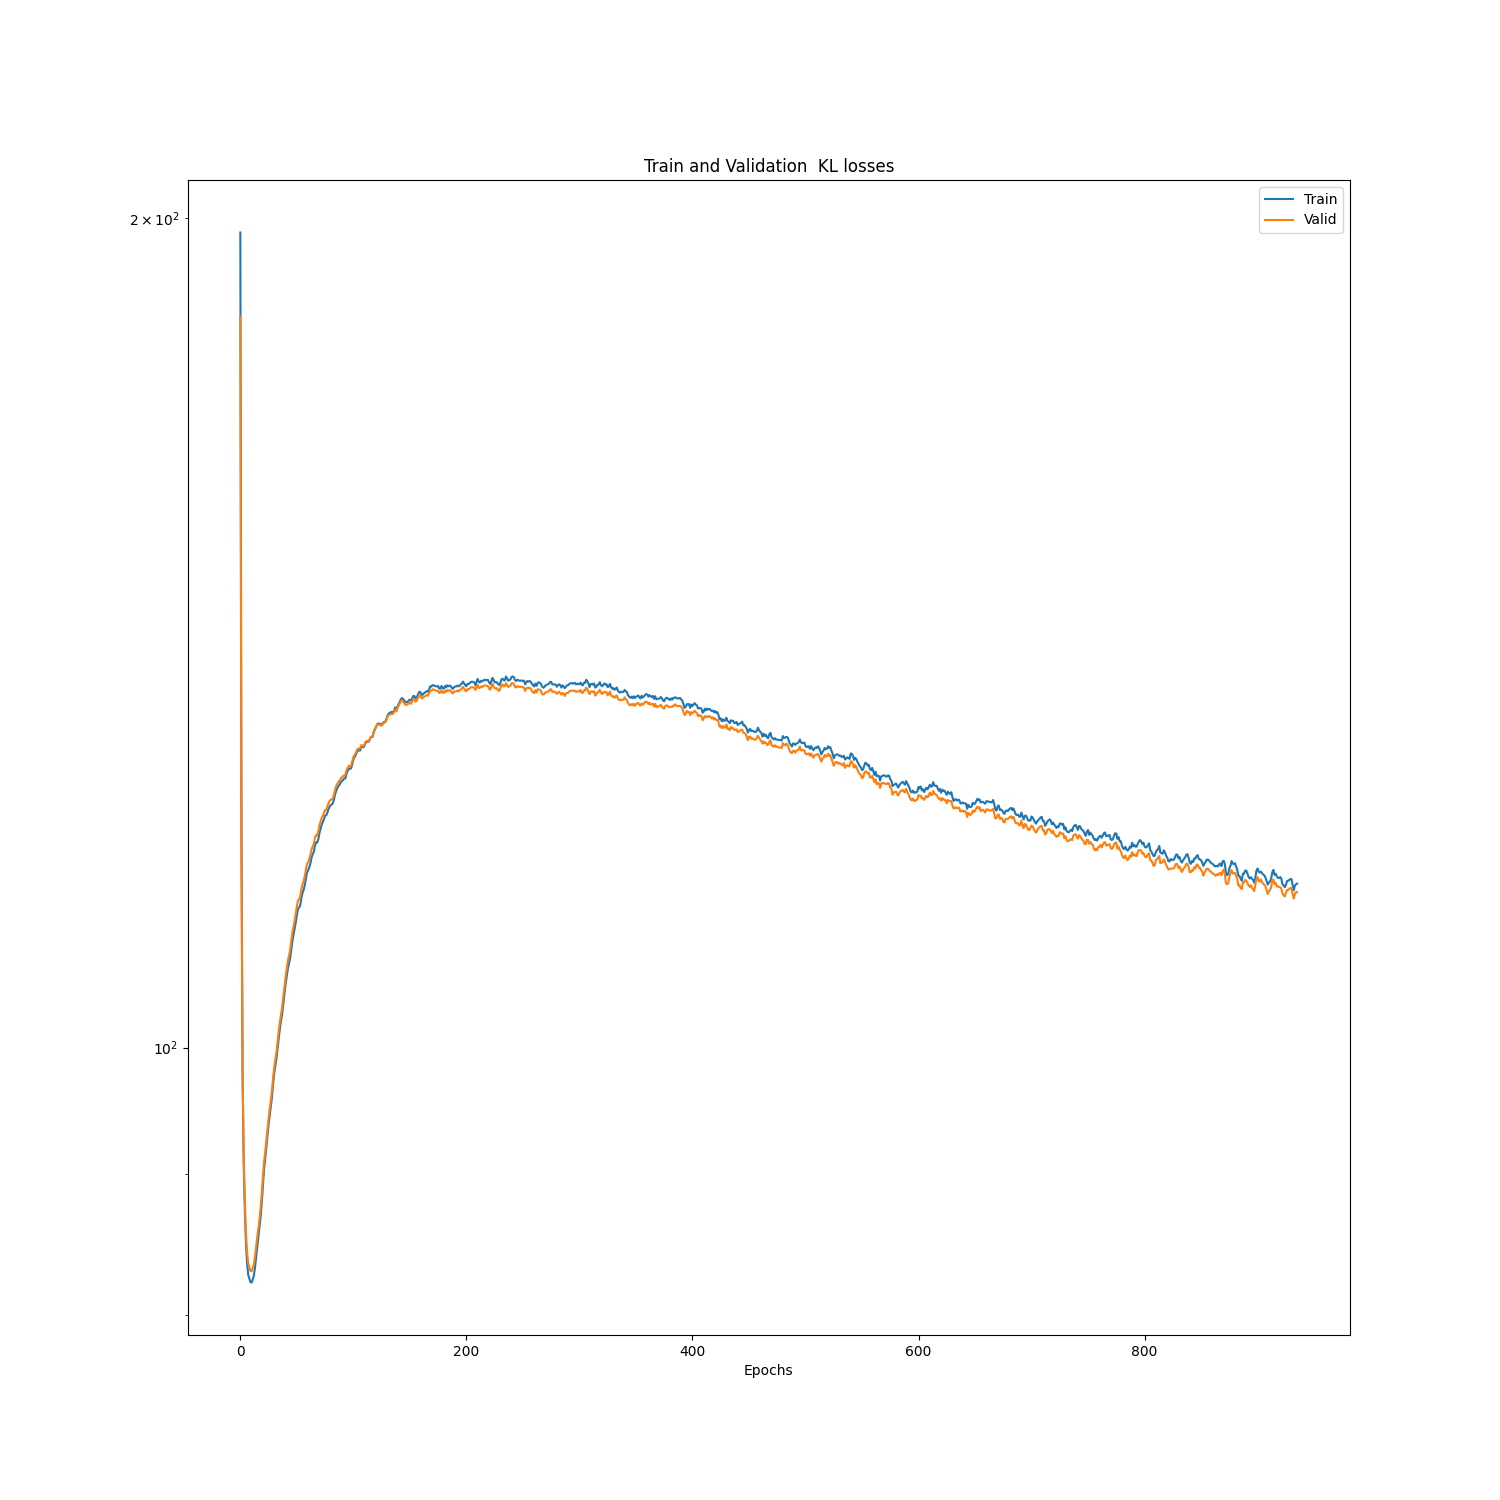 Train and Validation  KL losses
Train
Valid
2 × 10²
10²
0 200 400 600 800
Epochs